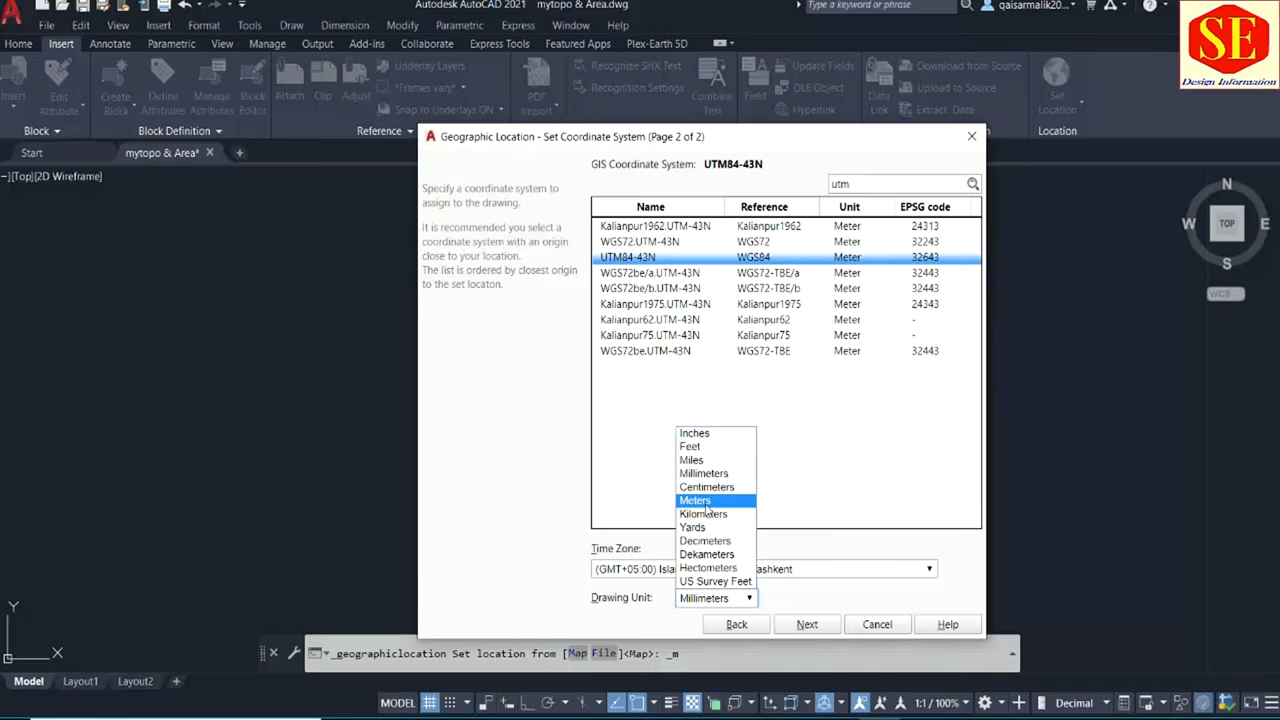 Autodesk AutoCAD 2021 mytopo & Area.dwg
Type a keyword or phrase
qaisarmalik20...
File Edit View Insert Format Tools Draw Dimension Modify Parametric Express Window Help
Home Insert Annotate Parametric View Manage Output Add-ins Collaborate Express Tools Featured Apps Plex-Earth 5D
SE
Design Information
Insert
Edit
Attribute
Create
Block
Define
Attributes
Manage
Attributes
Block
Editor
Attach
Clip
Adjust
Underlay Layers
*Frames vary*
Snap to Underlays ON
PDF
Import
Recognize SHX Text
Recognition Settings
Combine
Text
Field
Update Fields
OLE Object
Hyperlink
Data
Link
Download from Source
Upload to Source
Extract Data
Set
Location
Block Block Definition Reference Location
Start mytopo & Area*
−][Top][2D Wireframe]
Geographic Location - Set Coordinate System (Page 2 of 2)
Specify a coordinate system to
assign to the drawing.
It is recommended you select a
coordinate system with an origin
close to your location.
The list is ordered by closest origin
to the set locaton.
GIS Coordinate System: UTM84-43N
utm
Name Reference Unit EPSG code
Kalianpur1962.UTM-43N Kalianpur1962 Meter 24313
WGS72.UTM-43N WGS72 Meter 32243
UTM84-43N WGS84 Meter 32643
WGS72be/a.UTM-43N WGS72-TBE/a Meter 32443
WGS72be/b.UTM-43N WGS72-TBE/b Meter 32443
Kalianpur1975.UTM-43N Kalianpur1975 Meter 24343
Kalianpur62.UTM-43N Kalianpur62 Meter -
Kalianpur75.UTM-43N Kalianpur75 Meter -
WGS72be.UTM-43N WGS72-TBE Meter 32443
Inches
Feet
Miles
Millimeters
Centimeters
Meters
Kilometers
Yards
Decimeters
Dekameters
Hectometers
US Survey Feet
Time Zone:
(GMT+05:00) Isla ashkent
Drawing Unit: Millimeters
Back Next Cancel Help
N
W TOP E
S
WCS
Y
X
_geographiclocation Set location from [Map File]<Map>: _m
Model Layout1 Layout2 +
MODEL 1:1 / 100% Decimal